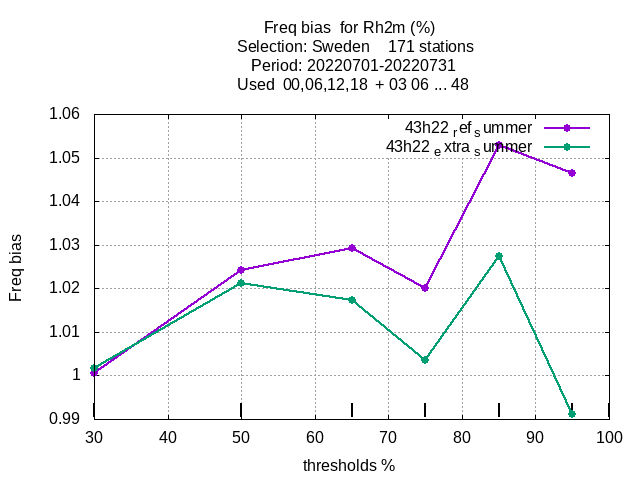 Freq bias for Rh2m (%)
Selection: Sweden 171 stations
Period: 20220701-20220731
Used 00,06,12,18 + 03 06 ... 48
43h22 ref summer
43h22 extra summer
1.06
1.05
1.04
1.03
1.02
1.01
1
0.99
Freq bias
30 40 50 60 70 80 90 100
thresholds %